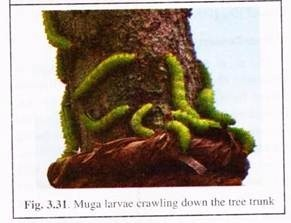 Fig. 3.31. Muga larvae crawling down the tree trunk